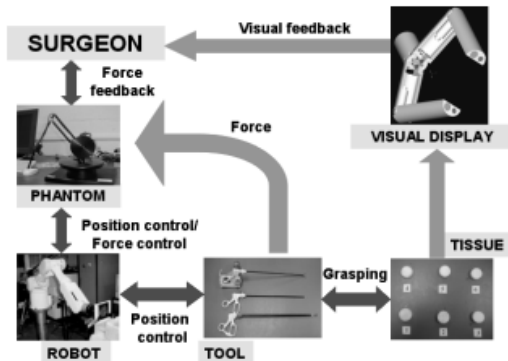 SURGEON
Visual feedback
Force
feedback
Force
VISUAL DISPLAY
PHANTOM
Position control/
Force control
TISSUE
Grasping
Position
control
ROBOT
TOOL